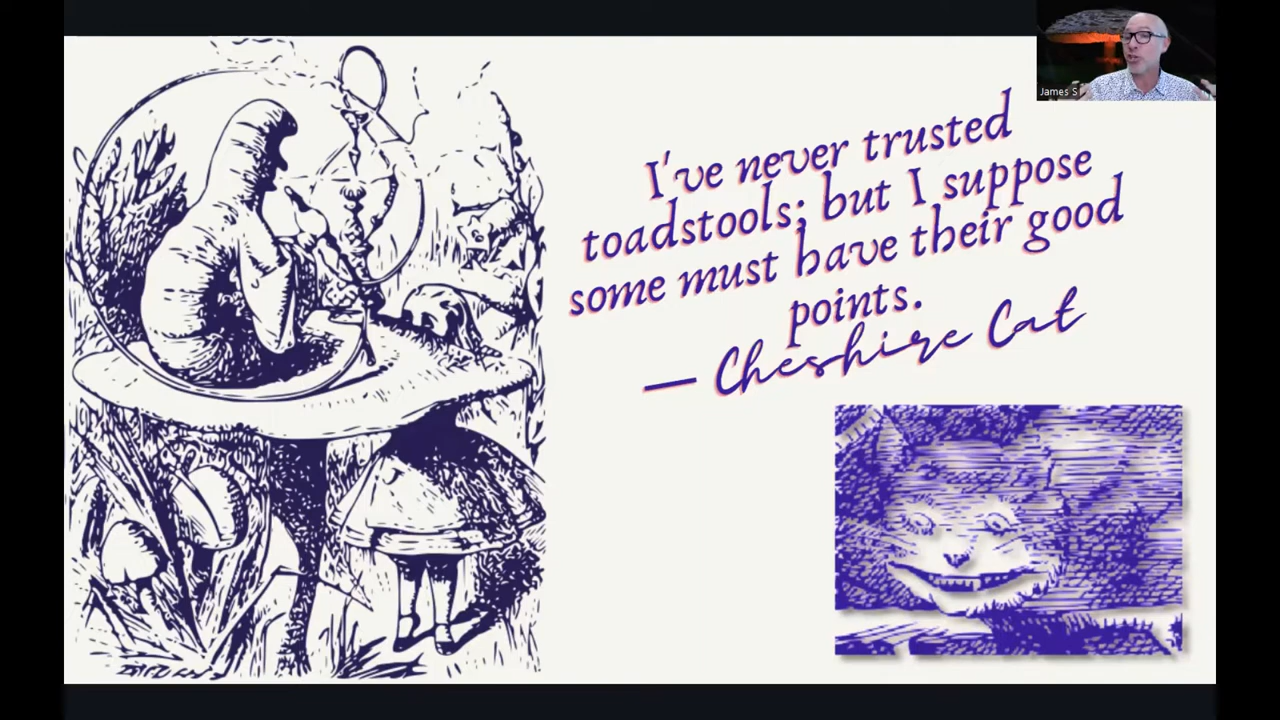 James S
I've never trusted
toadstools; but I suppose
some must have their good
points.
— Cheshire Cat